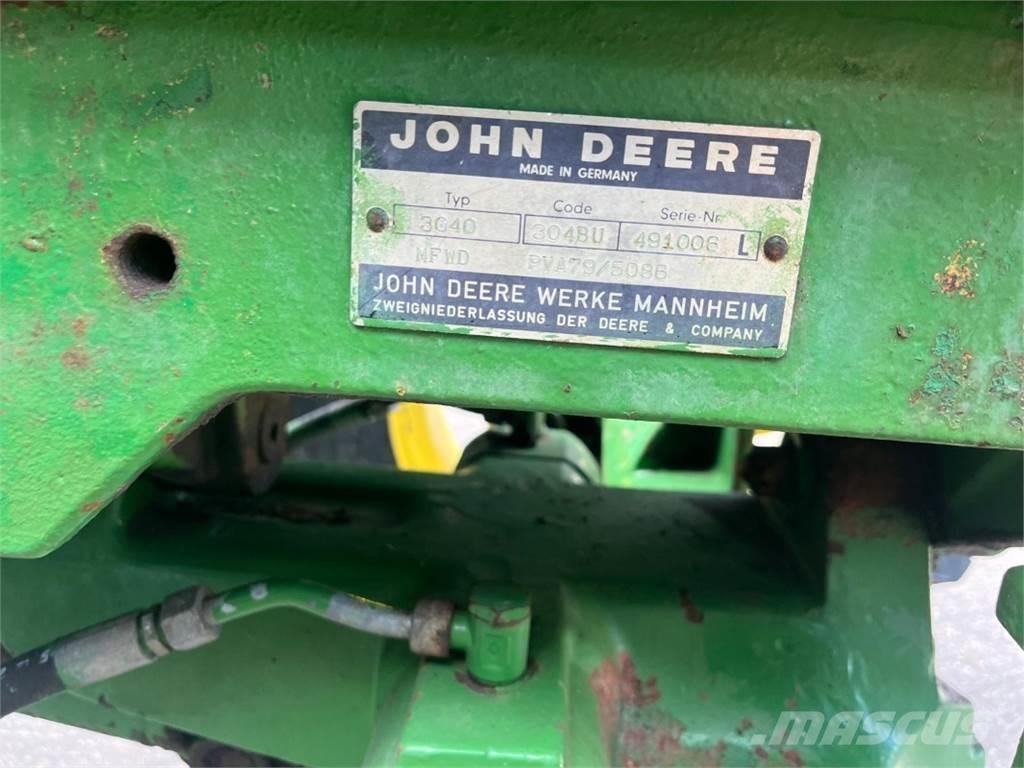 JOHN DEERE
MADE IN GERMANY
Typ Code Serie-Nr.
3640 304BU 491006 L
MFWD PVA79/5086
JOHN DEERE WERKE MANNHEIM
ZWEIGNIEDERLASSUNG DER DEERE & COMPANY
MASCUS